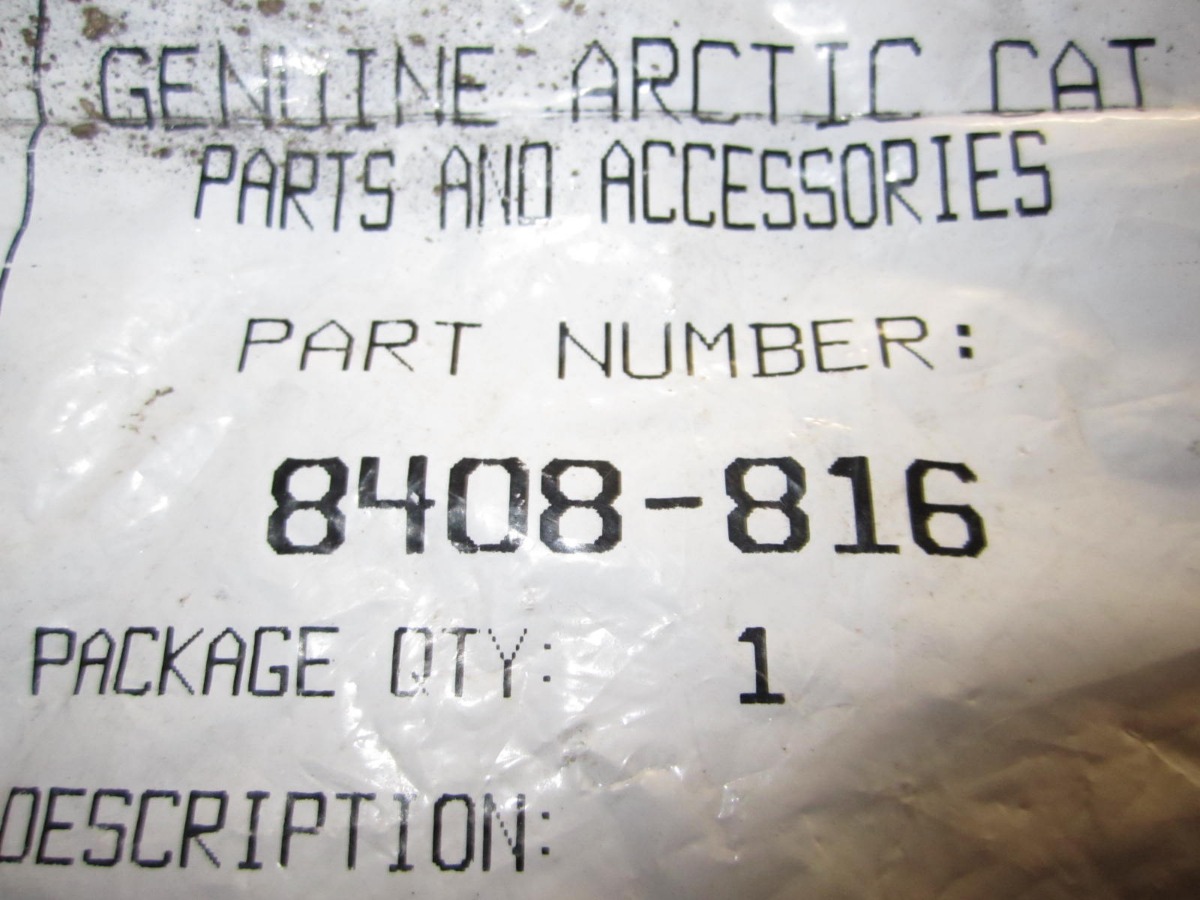 GENUINE ARCTIC CAT
PARTS AND ACCESSORIES
PART NUMBER:
8408-816
PACKAGE QTY: 1
DESCRIPTION: